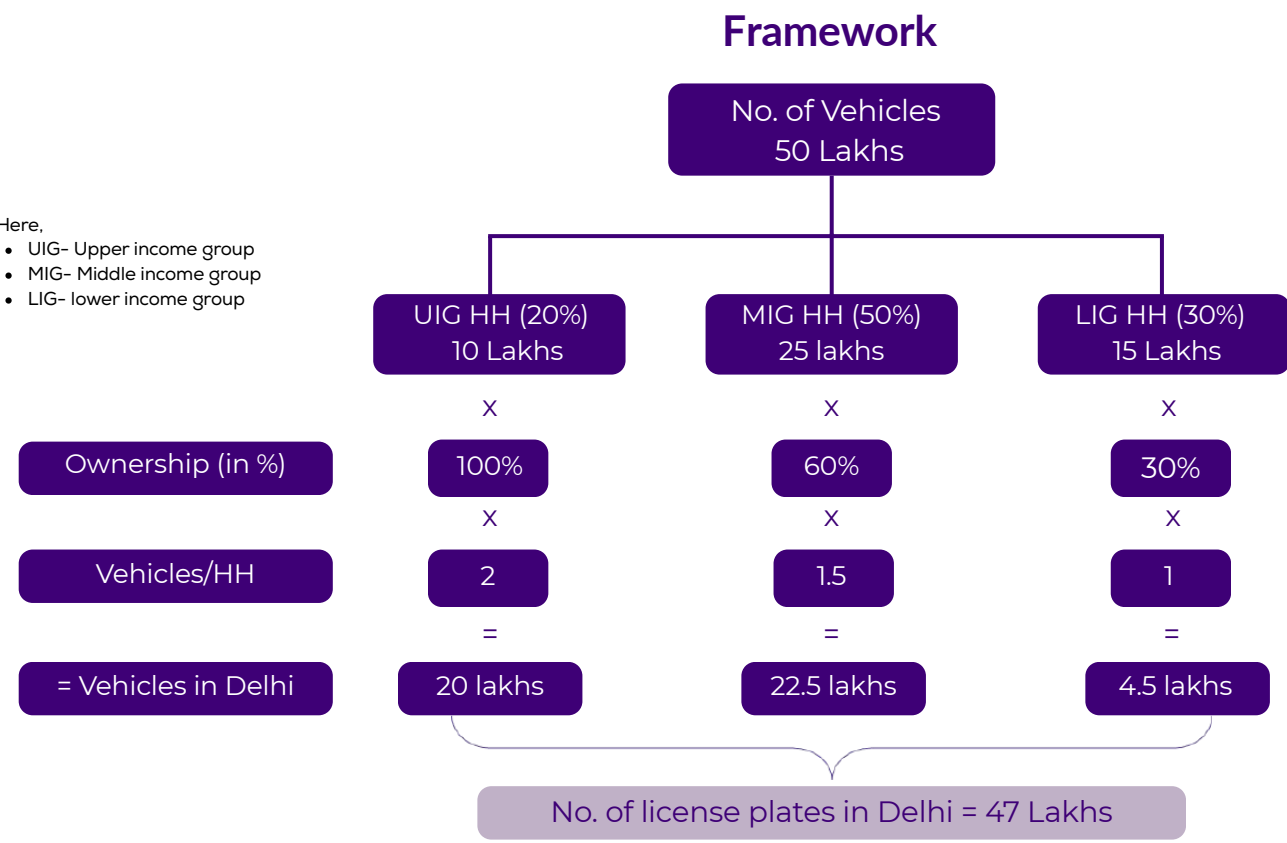 Framework
No. of Vehicles
50 Lakhs
Here,
• UIG- Upper income group
• MIG- Middle income group
• LIG- lower income group
UIG HH (20%)
10 Lakhs
MIG HH (50%)
25 lakhs
LIG HH (30%)
15 Lakhs
x x x
Ownership (in %) 100% 60% 30%
x x x
Vehicles/HH 2 1.5 1
= = =
= Vehicles in Delhi 20 lakhs 22.5 lakhs 4.5 lakhs
No. of license plates in Delhi = 47 Lakhs